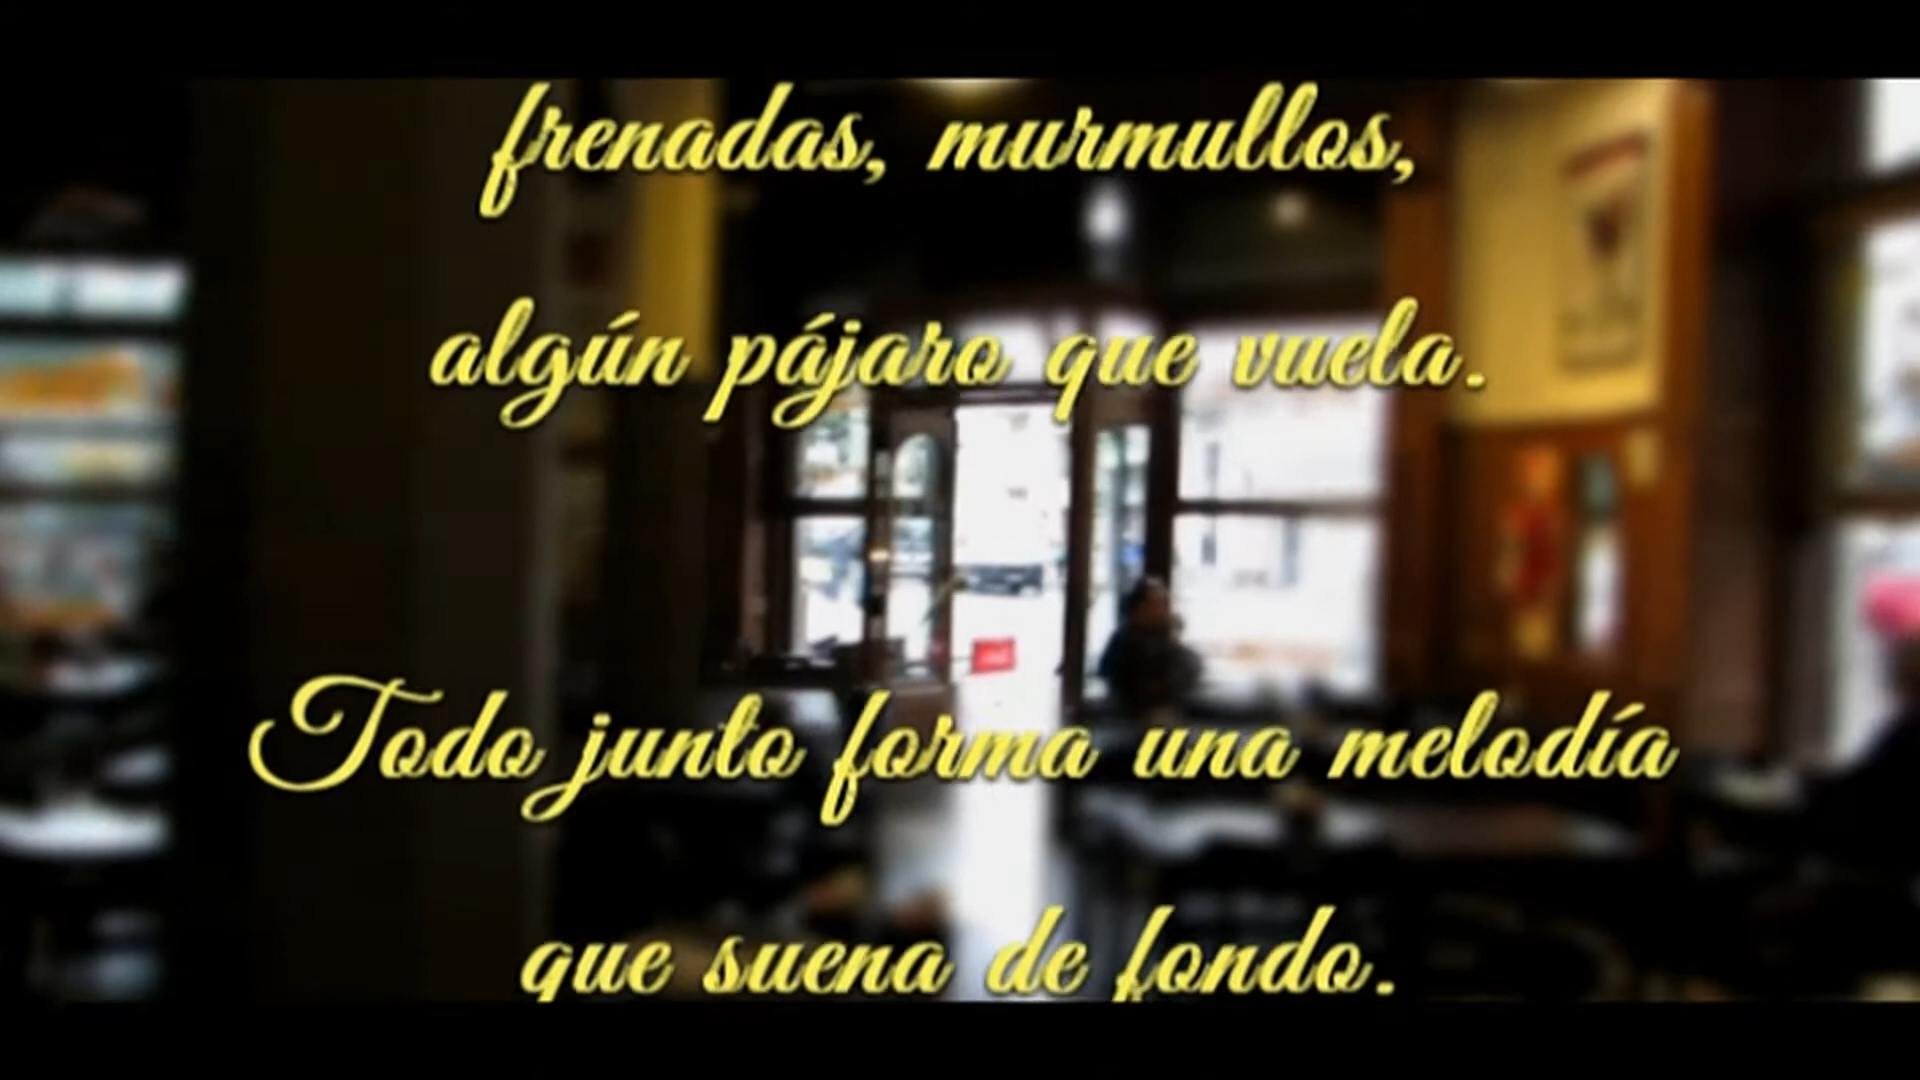 frenadas, murmullos,
algún pájaro que vuela.
Todo junto forma una melodía
que suena de fondo.